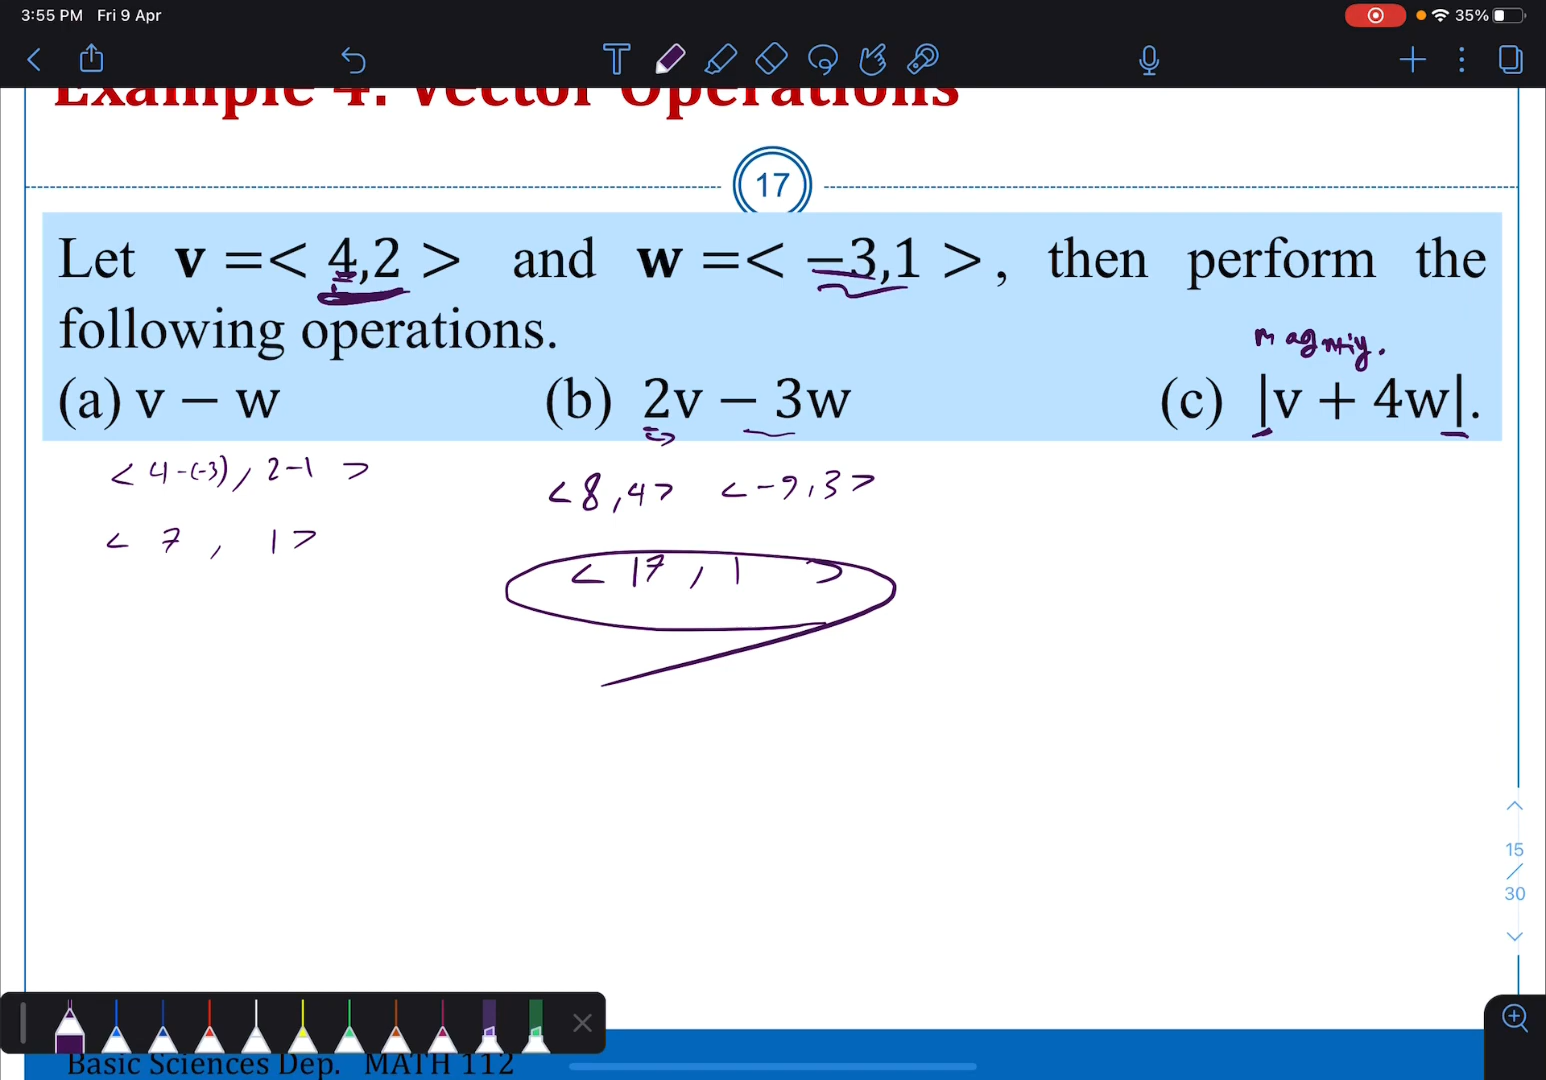 3:55 PM Fri 9 Apr
35%
Example 4: Vector Operations
17
Let v =< 4,2 > and w =< −3,1 >, then perform the
following operations.
(a) v − w (b) 2v − 3w (c) |v + 4w|.
< 4-(-3), 2-1 >
< 7 , 1 >
<8,4> <-9,3>
< 17 , 1 >
15
30
Basic Sciences Dep. MATH 112